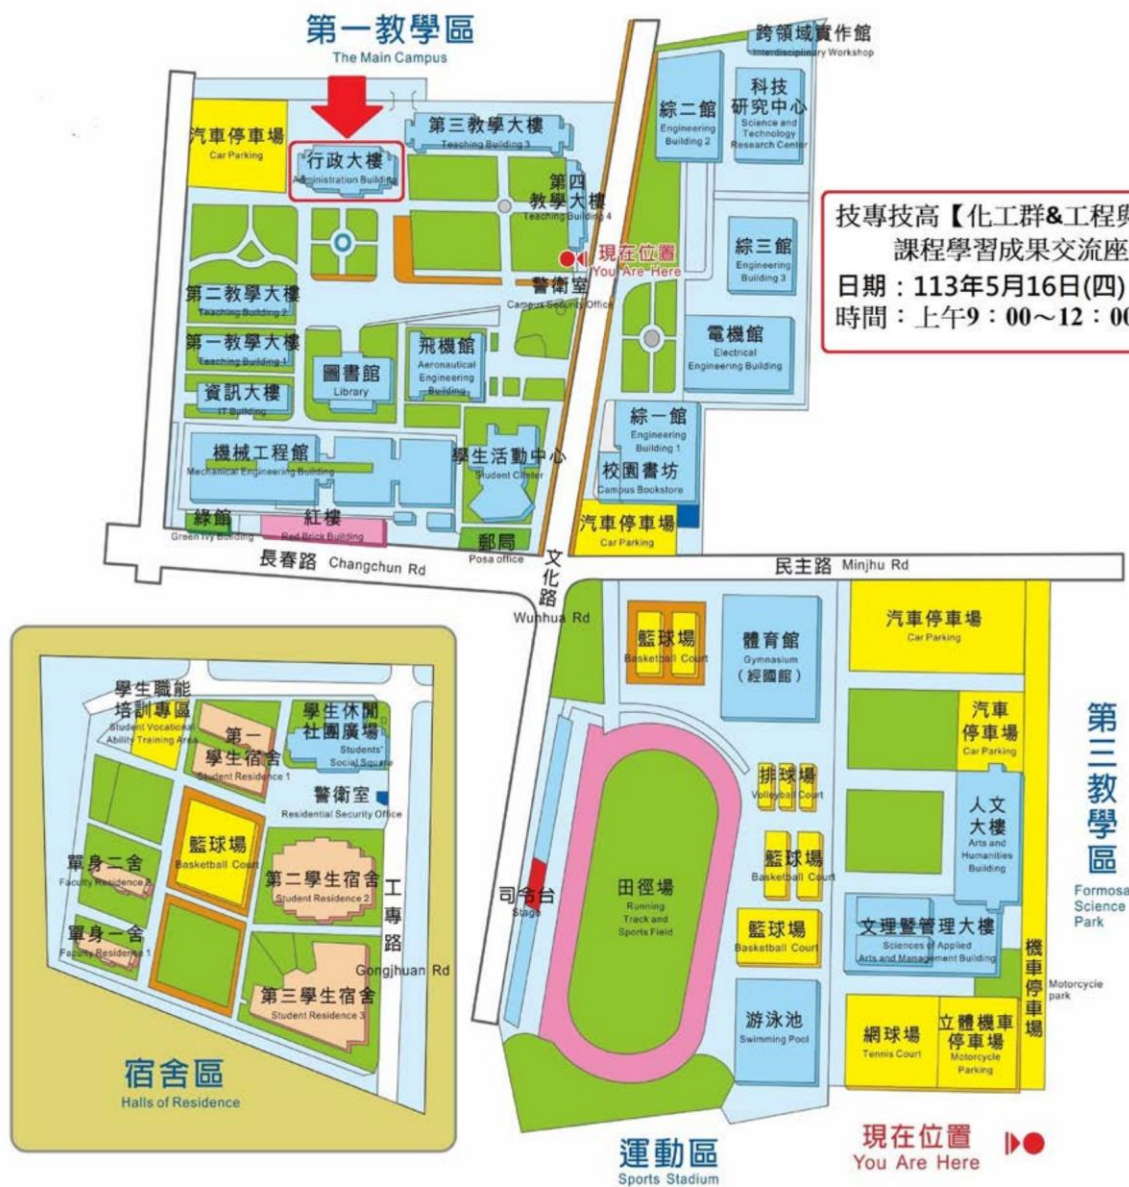 第一教學區
The Main Campus
跨領域實作館
Interdisciplinary Workshop
綜二館
Engineering
Building 2
科技
研究中心
Science and
Technology
Research Center
汽車停車場
Car Parking
行政大樓
Administration Building
第三教學大樓
Teaching Building 3
第四
教學大樓
Teaching Building 4
現在位置
You Are Here
警衛室
Campus Security Office
技專技高【化工群&工程與
課程學習成果交流座
日期：113年5月16日(四)
時間：上午9：00～12：00
綜三館
Engineering
Building 3
第二教學大樓
Teaching Building 2
第一教學大樓
Teaching Building 1
資訊大樓
IT Building
圖書館
Library
飛機館
Aeronautical
Engineering
Building
電機館
Electrical
Engineering Building
綜一館
Engineering
Building 1
機械工程館
Mechanical Engineering Building
學生活動中心
Student Center
校園書坊
Campus Bookstore
綠館
Green Ivy Building
紅樓
Red Brick Building
郵局
Posa office
汽車停車場
Car Parking
長春路 Changchun Rd
文化路
Wunhua Rd
民主路 Minjhu Rd
籃球場
Basketball Court
體育館
Gymnasium
（經國館）
汽車停車場
Car Parking
學生職能
培訓專區
Student Vocational
Ability Training Area
第一
學生宿舍
Student Residence 1
學生休閒
社團廣場
Students'
Social Square
汽車
停車場
Car Parking
第三教學區
Formosa
Science
Park
警衛室
Residential Security Office
排球場
Volleyball Court
人文
大樓
Arts and
Humanities
Building
籃球場
Basketball Court
單身二舍
Faculty Residence 2
第二學生宿舍
Student Residence 2
工專路
Gongjhuan Rd
司令台
Stage
田徑場
Running
Track and
Sports Field
籃球場
Basketball Court
籃球場
Basketball Court
文理暨管理大樓
Sciences of Applied
Arts and Management Building
單身一舍
Faculty Residence 1
第三學生宿舍
Student Residence 3
機車停車場
Motorcycle
park
游泳池
Swimming Pool
網球場
Tennis Court
立體機車
停車場
Motorcycle
Parking
宿舍區
Halls of Residence
運動區
Sports Stadium
現在位置
You Are Here